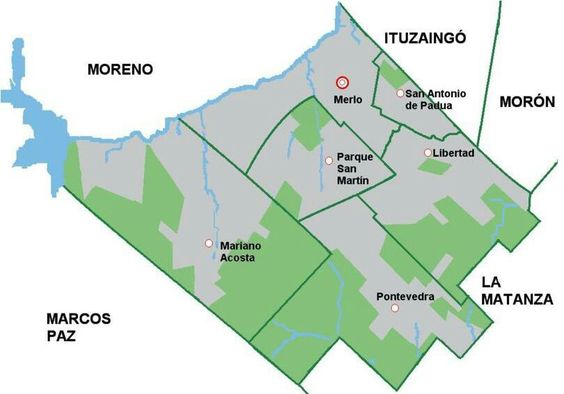 ITUZAINGÓ
MORENO
Merlo
San Antonio
de Padua
MORÓN
Parque
San
Martín
Libertad
Mariano
Acosta
LA
MATANZA
Pontevedra
MARCOS
PAZ